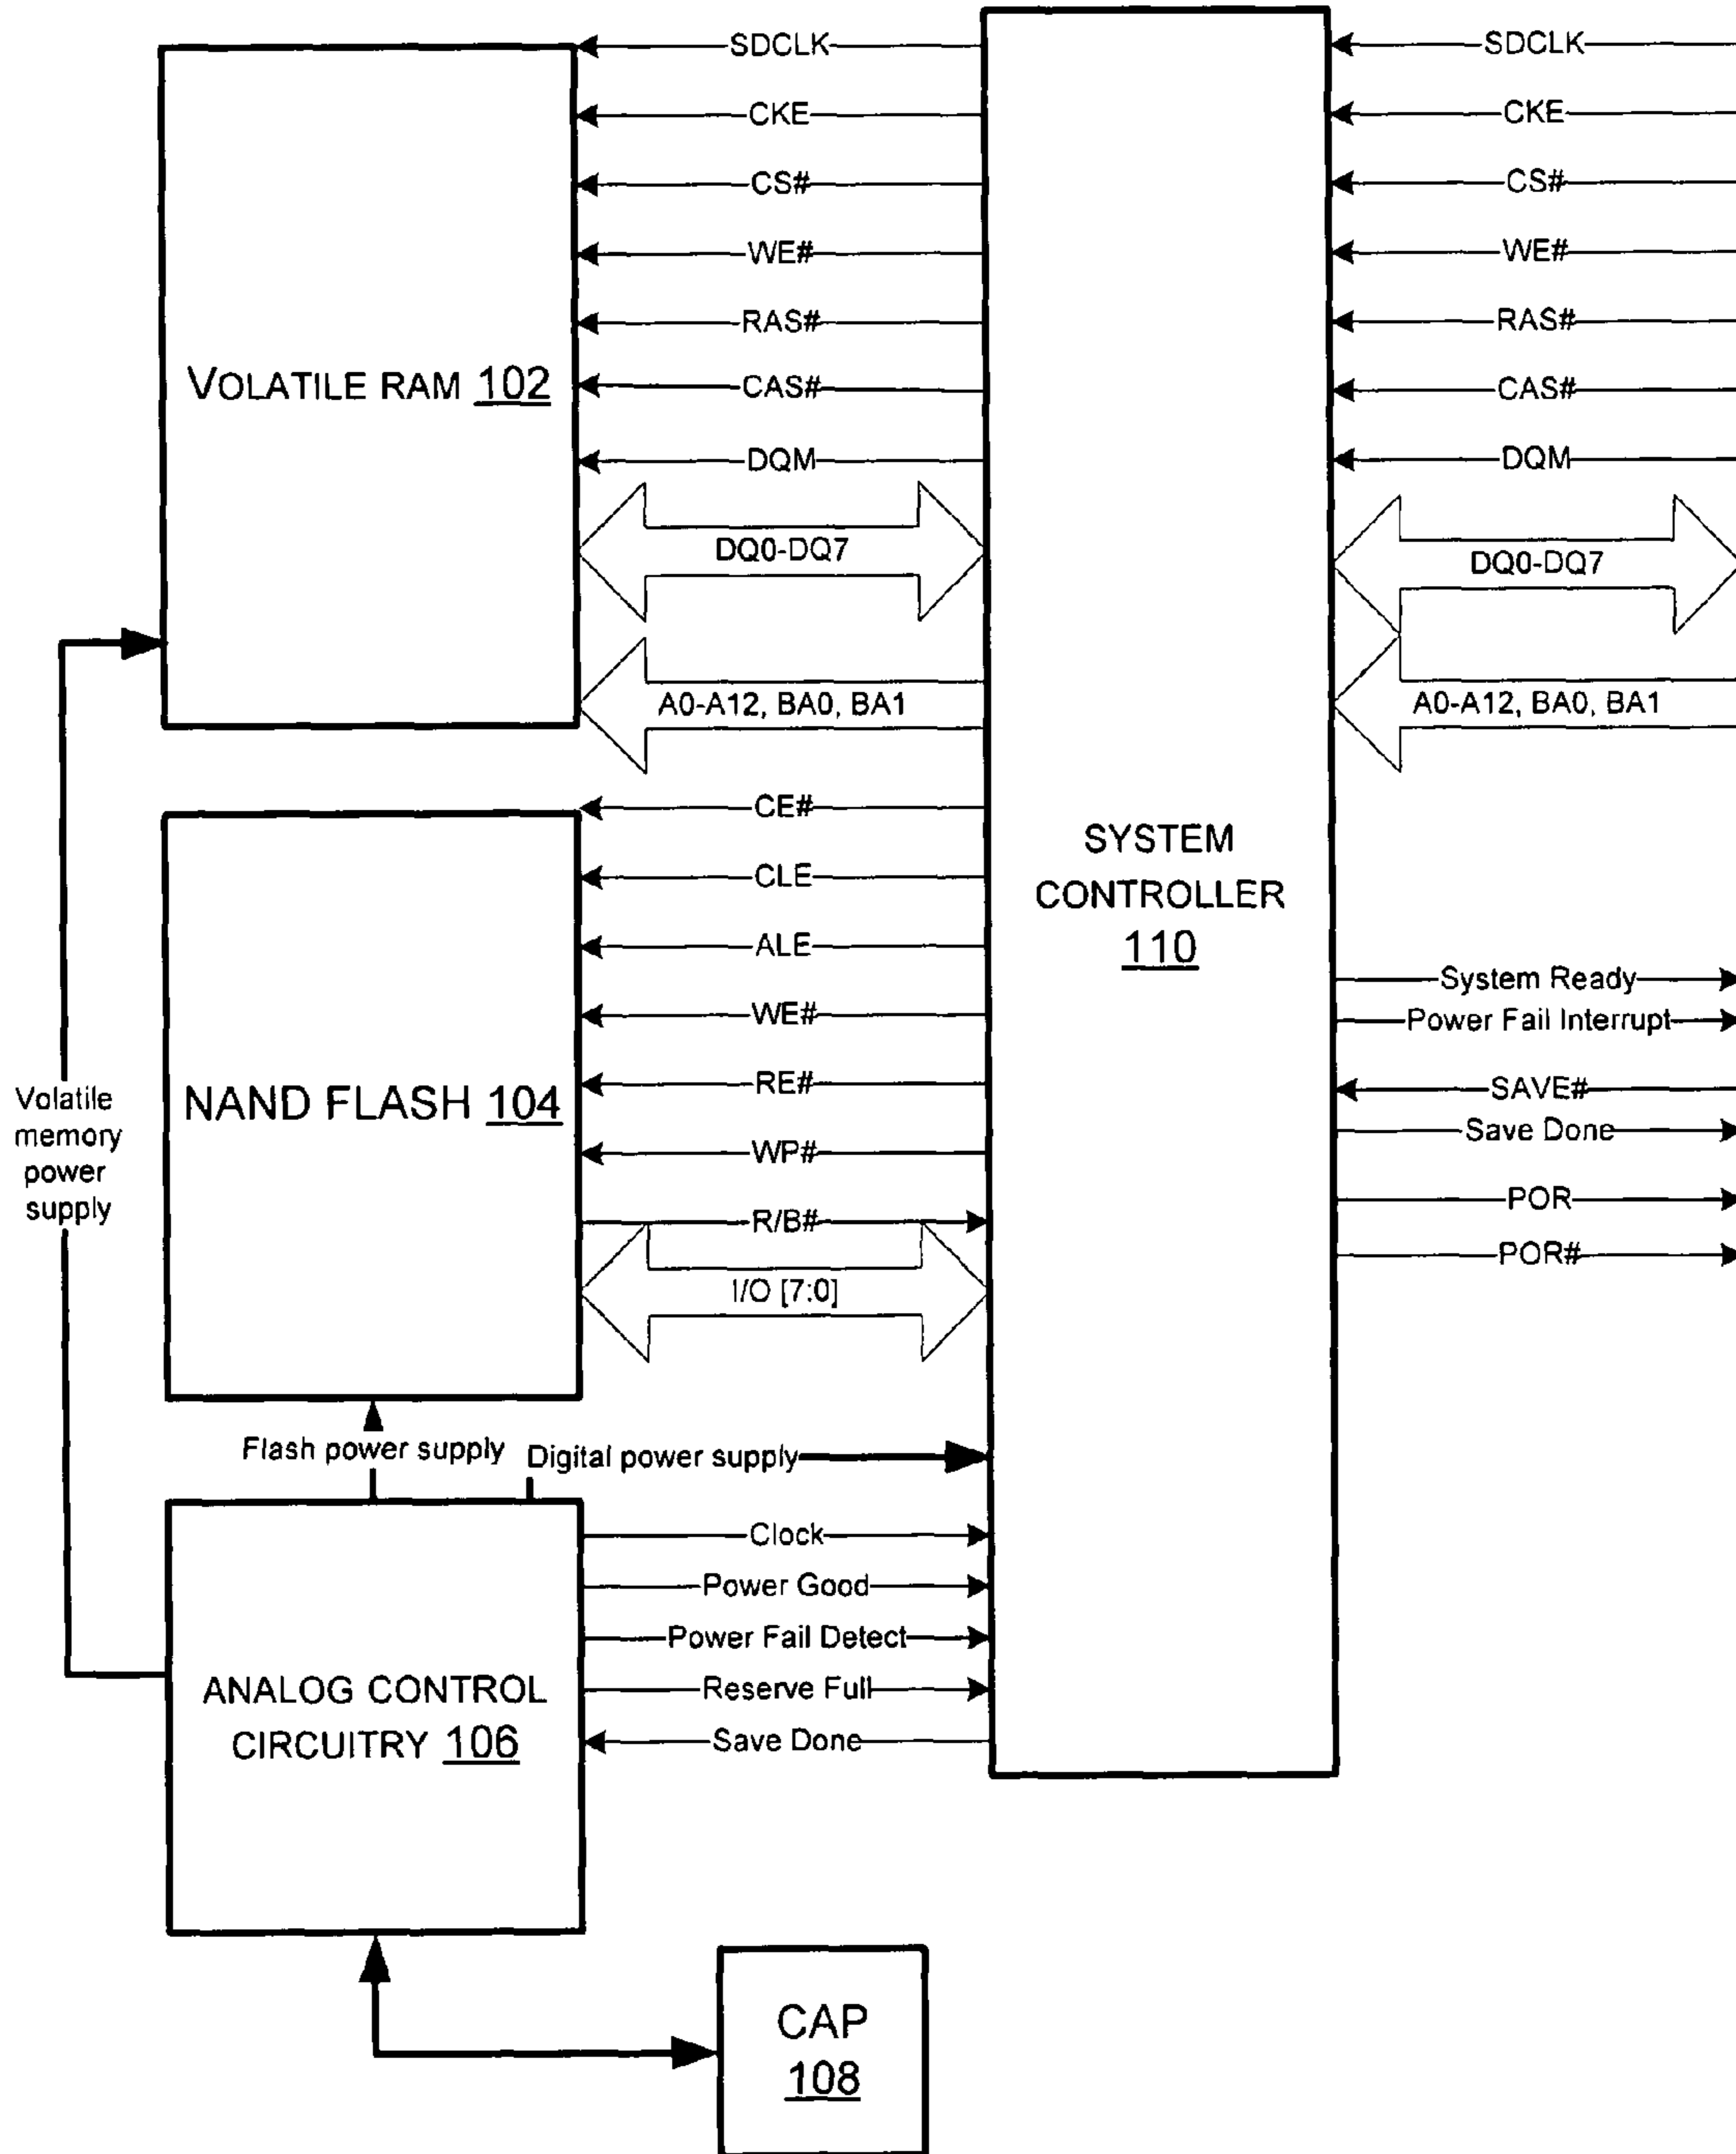 SDCLK
CKE
CS#
WE#
RAS#
CAS#
DQM
DQ0-DQ7
A0-A12, BA0, BA1
VOLATILE RAM 102
SDCLK
CKE
CS#
WE#
RAS#
CAS#
DQM
DQ0-DQ7
A0-A12, BA0, BA1
SYSTEM
CONTROLLER
110
CE#
CLE
ALE
WE#
RE#
WP#
R/B#
I/O [7:0]
NAND FLASH 104
System Ready
Power Fail Interrupt
SAVE#
Save Done
POR
POR#
Volatile
memory
power
supply
Flash power supply
Digital power supply
Clock
Power Good
Power Fail Detect
Reserve Full
Save Done
ANALOG CONTROL
CIRCUITRY 106
CAP
108